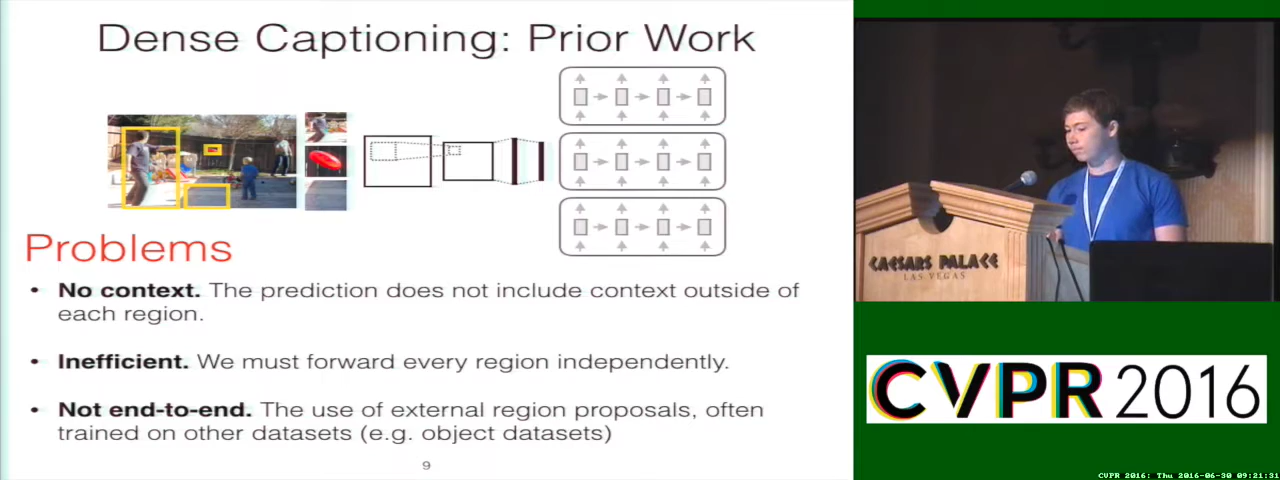 Dense Captioning: Prior Work
Problems
• No context. The prediction does not include context outside of
each region.
• Inefficient. We must forward every region independently.
• Not end-to-end. The use of external region proposals, often
trained on other datasets (e.g. object datasets)
9
CAESARS PALACE
LAS VEGAS
CVPR 2016
CVPR 2016: Thu 2016-06-30 09:21:31